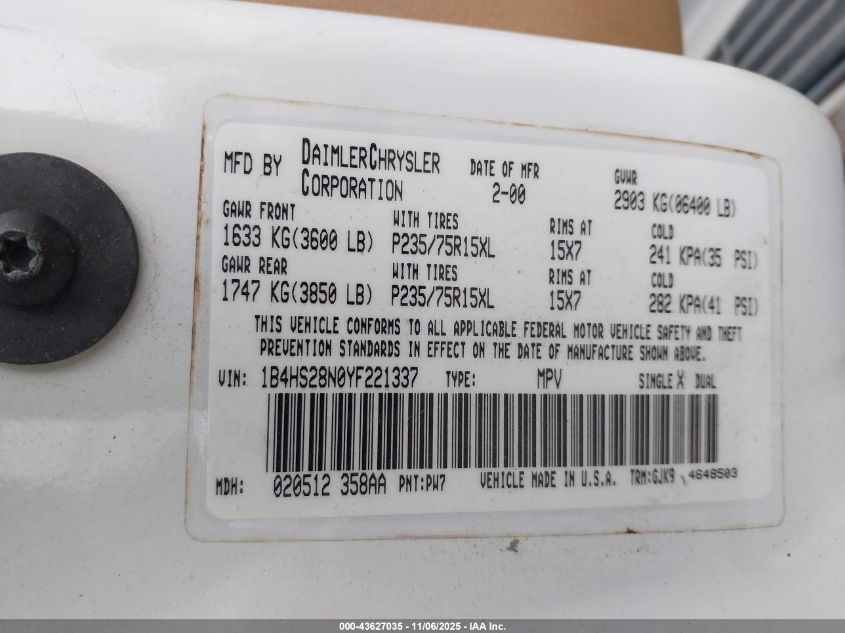 MFD BY DAIMLERCHRYSLER CORPORATION DATE OF MFR 2-00 GVWR 2903 KG(06400 LB)
GAWR FRONT WITH TIRES RIMS AT COLD
1633 KG(3600 LB) P235/75R15XL 15X7 241 KPA(35 PSI)
GAWR REAR WITH TIRES RIMS AT COLD
1747 KG(3850 LB) P235/75R15XL 15X7 282 KPA(41 PSI)
THIS VEHICLE CONFORMS TO ALL APPLICABLE FEDERAL MOTOR VEHICLE SAFETY AND THEFT
PREVENTION STANDARDS IN EFFECT ON THE DATE OF MANUFACTURE SHOWN ABOVE.
VIN: 1B4HS28N0YF221337 TYPE: MPV SINGLE X DUAL
MDH: 020512 358AA PNT:PW7 VEHICLE MADE IN U.S.A. TRM:GJK9 4648503
000-43627035 - 11/06/2025 - IAA Inc.